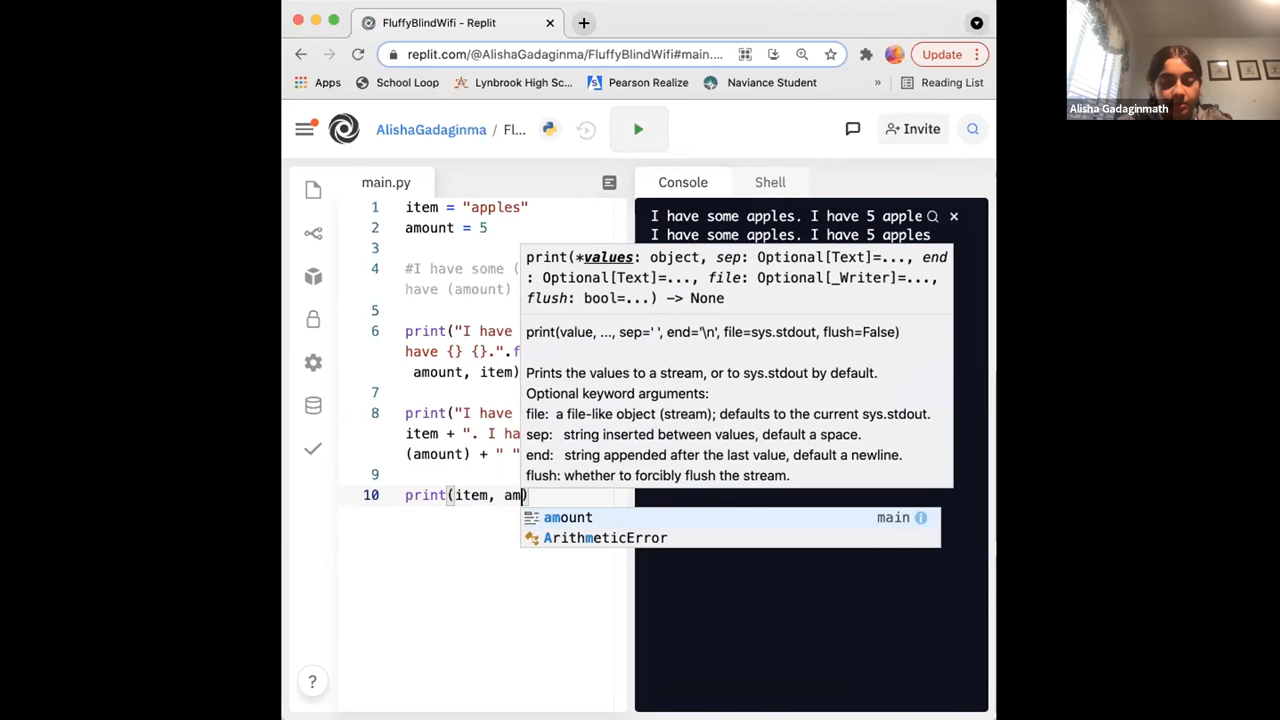 FluffyBlindWifi - Replit
replit.com/@AlishaGadaginma/FluffyBlindWifi#main....
Update
Apps School Loop Lynbrook High Sc... Pearson Realize Naviance Student » Reading List
AlishaGadaginma / Fl...
Invite
main.py
Console Shell
1 item = "apples"
2 amount = 5
3
4 #I have some (
have (amount)
5
6 print("I have
have {} {}.".f
amount, item)
7
8 print("I have
item + ". I ha
(amount) + " "
9
10 print(item, am)
print(*values: object, sep: Optional[Text]=..., end
: Optional[Text]=..., file: Optional[_Writer]=...,
flush: bool=...) -> None
print(value, ..., sep=' ', end='\n', file=sys.stdout, flush=False)
Prints the values to a stream, or to sys.stdout by default.
Optional keyword arguments:
file: a file-like object (stream); defaults to the current sys.stdout.
sep: string inserted between values, default a space.
end: string appended after the last value, default a newline.
flush: whether to forcibly flush the stream.
amount main
ArithmeticError
I have some apples. I have 5 apple
I have some apples. I have 5 apples
?
Alisha Gadaginmath